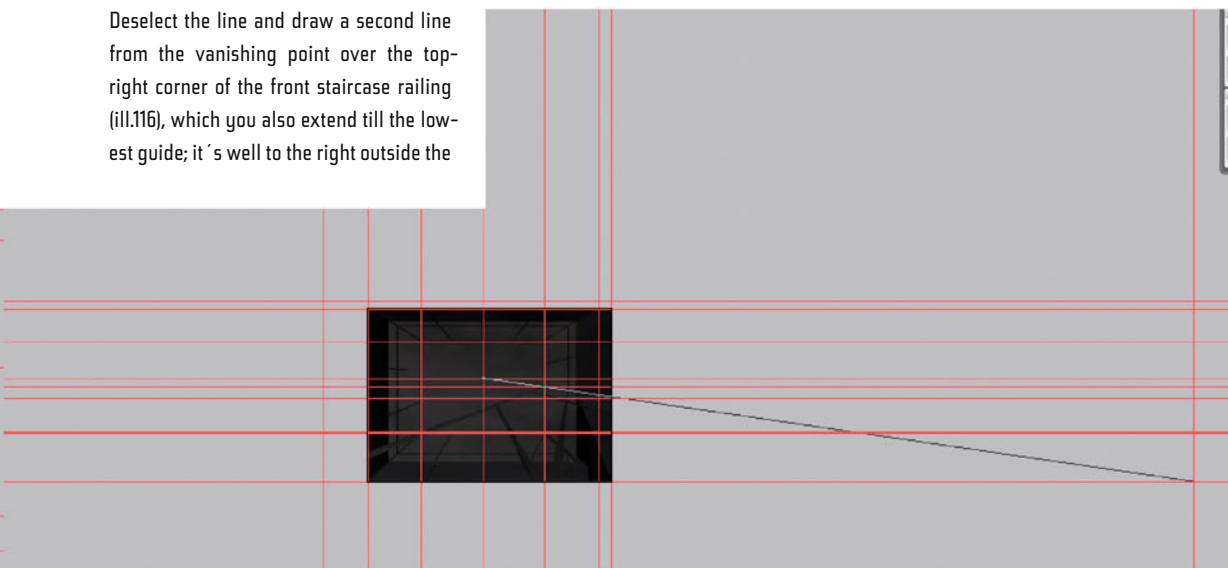 Deselect the line and draw a second line
from the vanishing point over the top-
right corner of the front staircase railing
(ill.116), which you also extend till the low-
est guide; it´s well to the right outside the